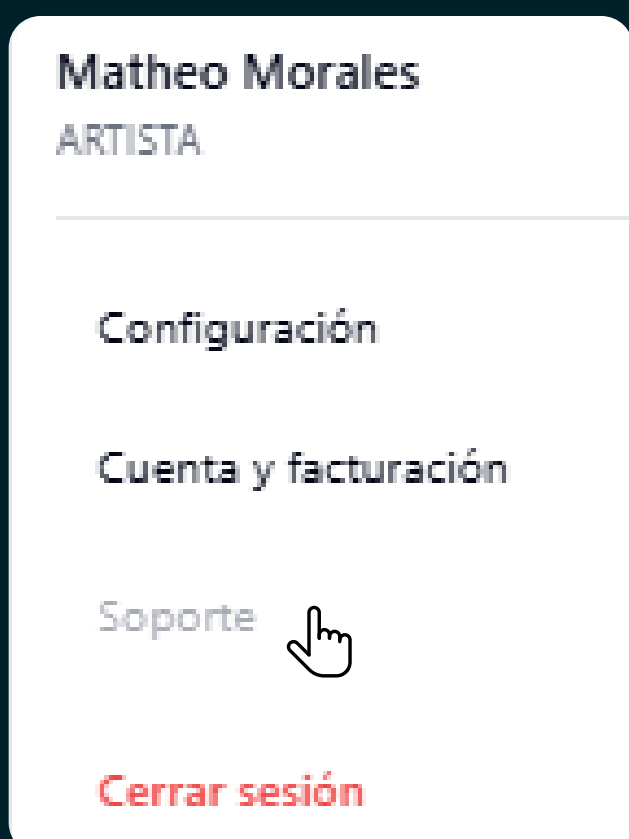 Matheo Morales
ARTISTA
Configuración
Cuenta y facturación
Soporte
Cerrar sesión